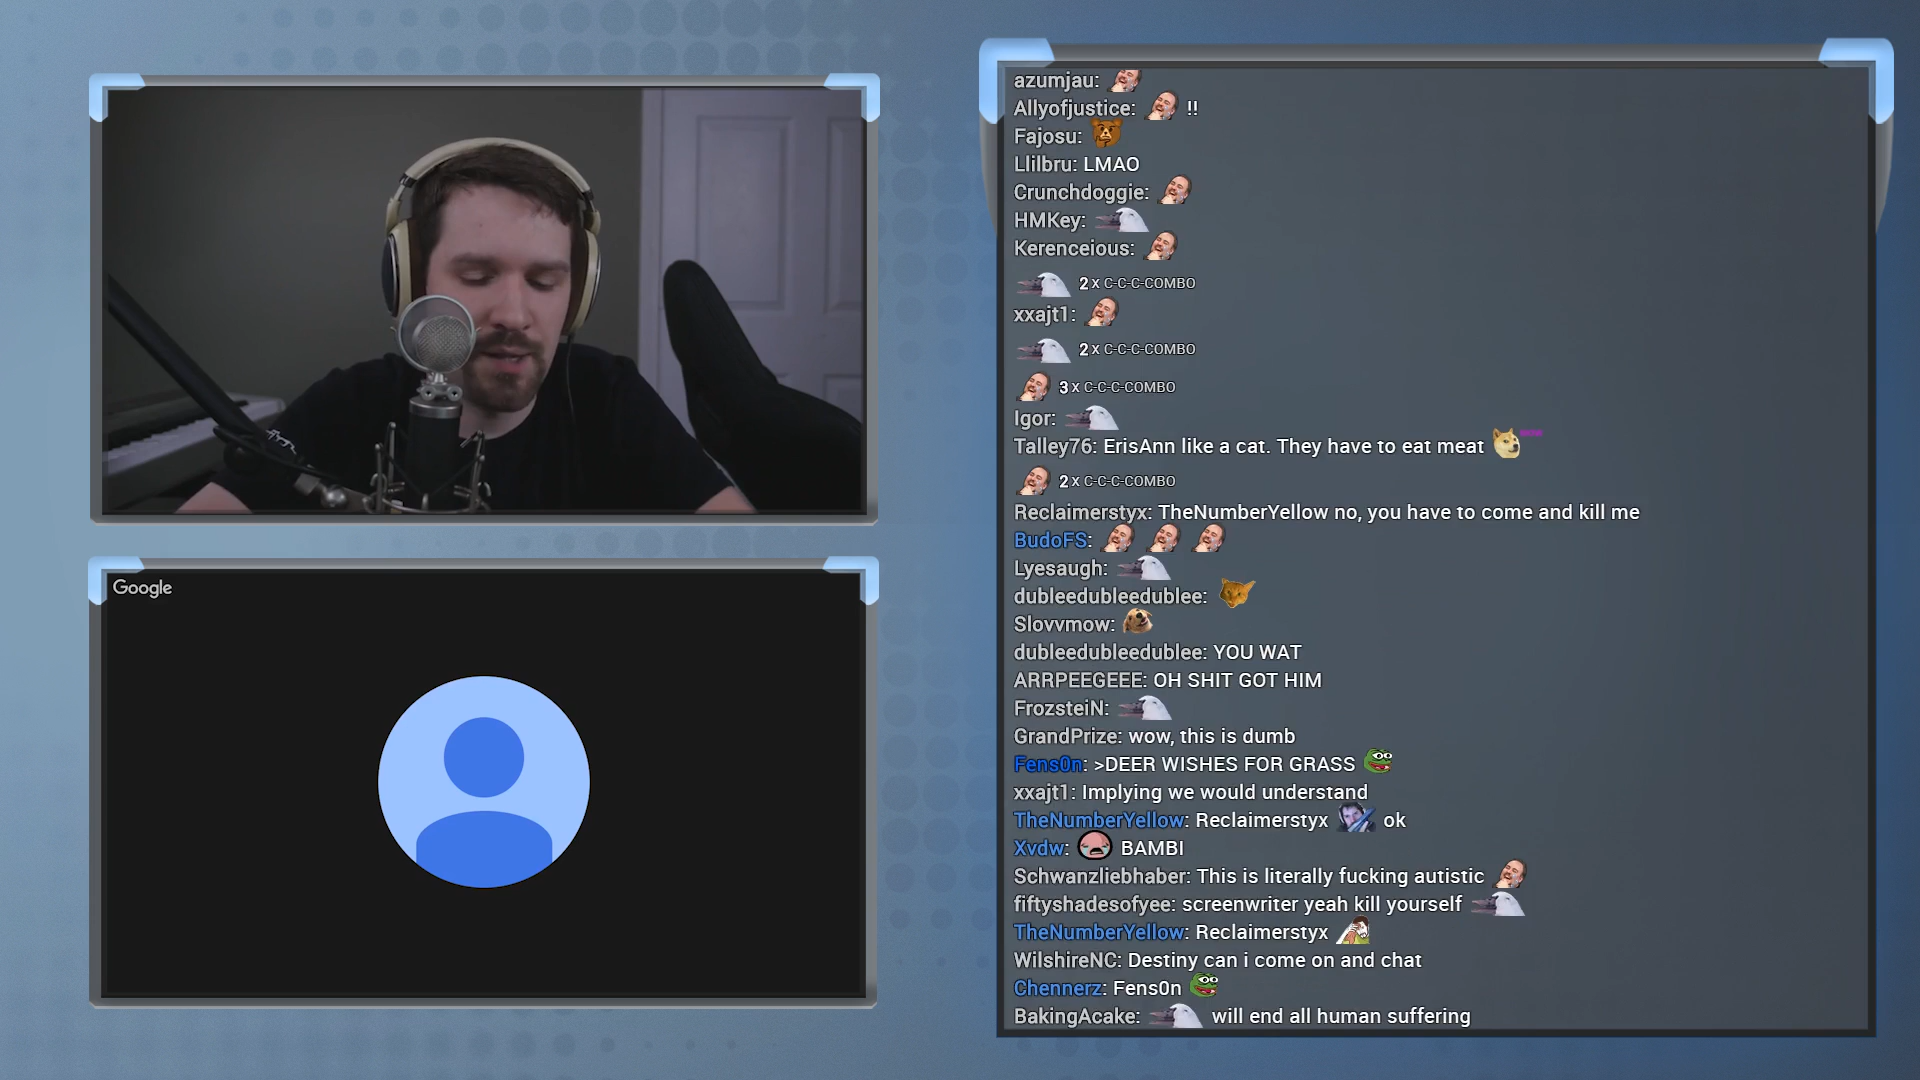 Google
azumjau:
Allyofjustice: !!
Fajosu:
Llilbru: LMAO
Crunchdoggie:
HMKey:
Kerenceious:
2x C-C-C-COMBO
xxajt1:
2x C-C-C-COMBO
3x C-C-C-COMBO
Igor:
Talley76: ErisAnn like a cat. They have to eat meat
2x C-C-C-COMBO
Reclaimerstyx: TheNumberYellow no, you have to come and kill me
BudoFS:
Lyesaugh:
dubleedubleedublee:
Slovvmow:
dubleedubleedublee: YOU WAT
ARRPEEGEEE: OH SHIT GOT HIM
FrozsteiN:
GrandPrize: wow, this is dumb
Fens0n: >DEER WISHES FOR GRASS
xxajt1: Implying we would understand
TheNumberYellow: Reclaimerstyx ok
Xvdw: BAMBI
Schwanzliebhaber: This is literally fucking autistic
fiftyshadesofyee: screenwriter yeah kill yourself
TheNumberYellow: Reclaimerstyx
WilshireNC: Destiny can i come on and chat
Chennerz: Fens0n
BakingAcake: will end all human suffering